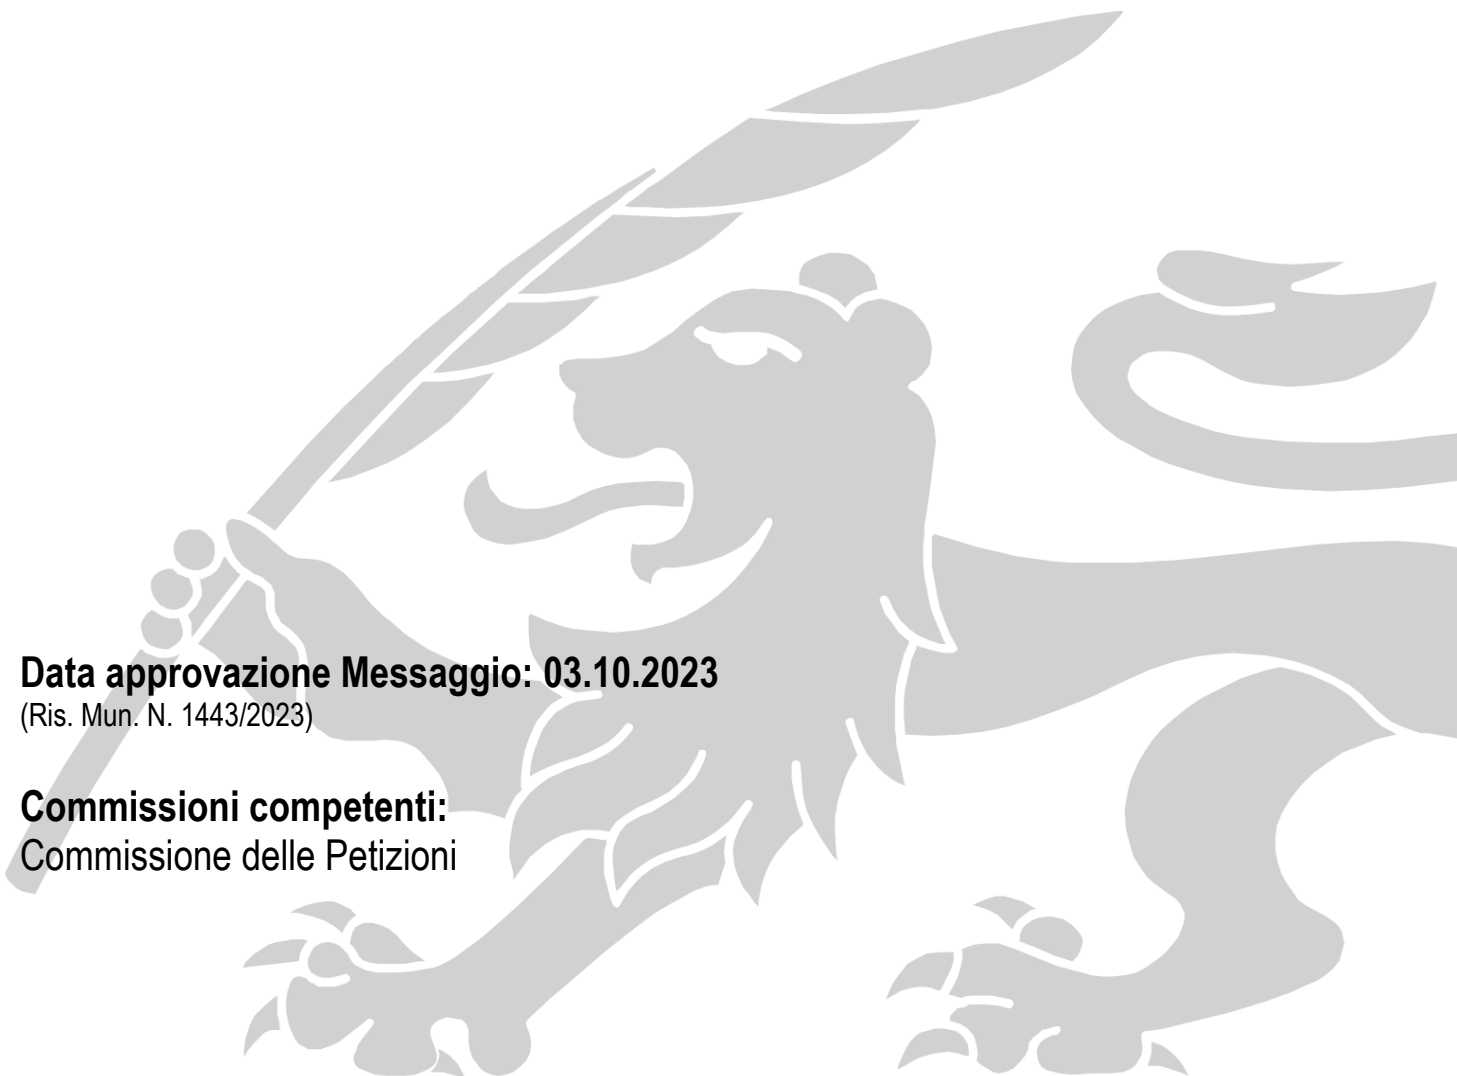 Data approvazione Messaggio: 03.10.2023
(Ris. Mun. N. 1443/2023)
Commissioni competenti:
Commissione delle Petizioni